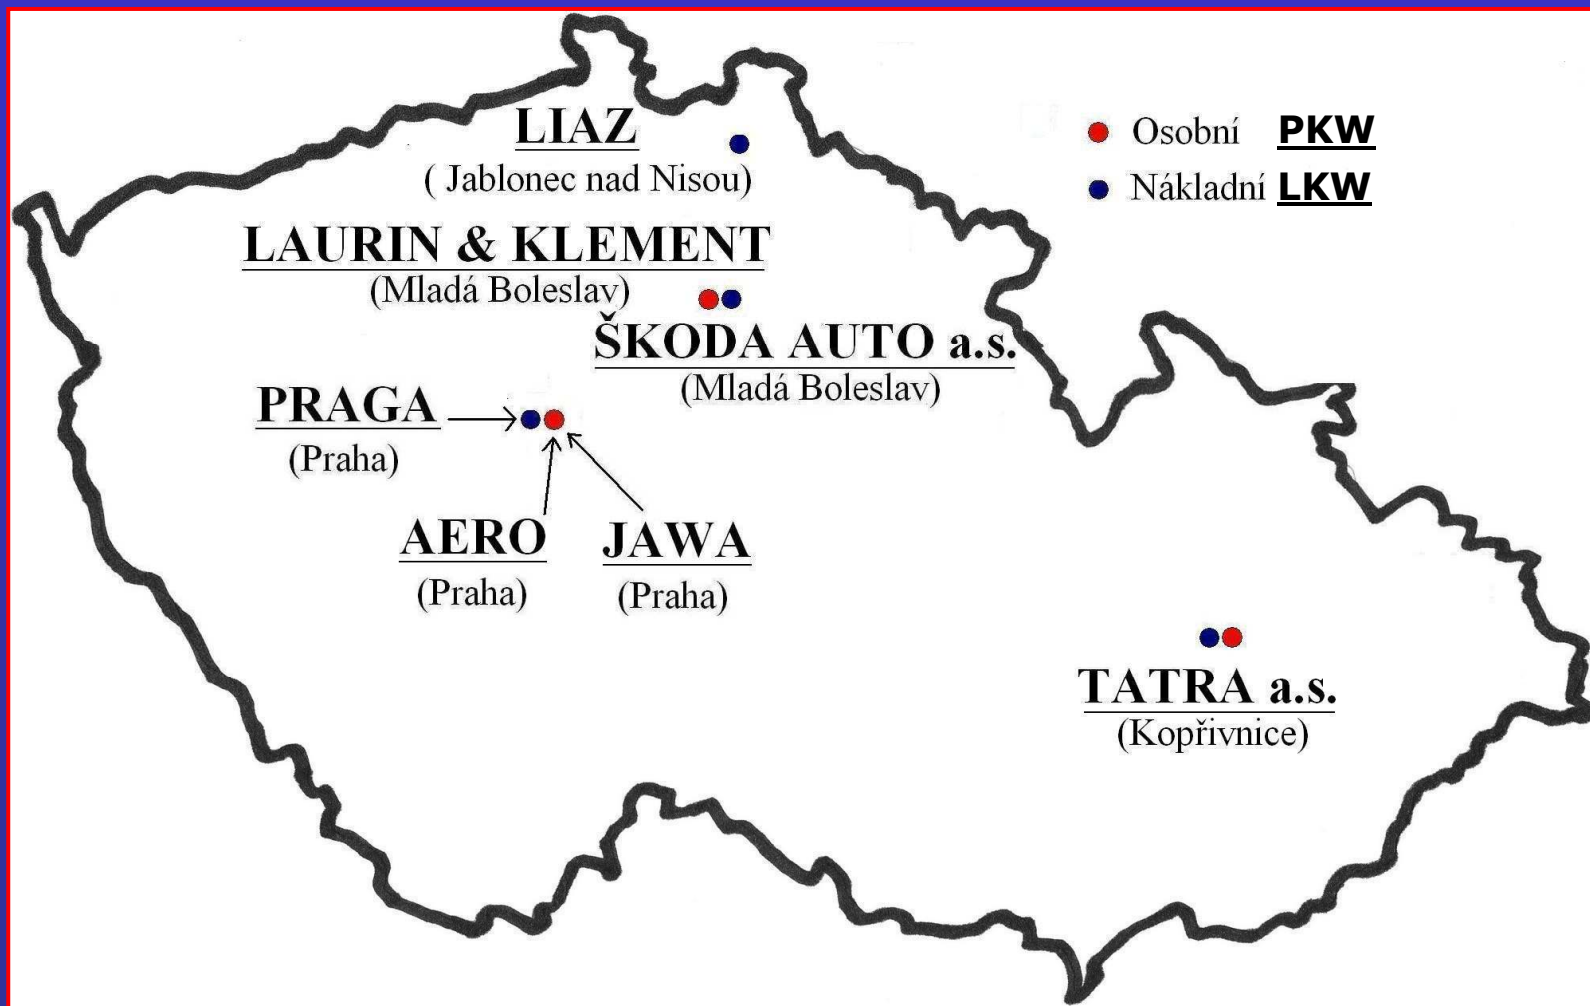 LIAZ
( Jablonec nad Nisou)
Osobní PKW
Nákladní LKW
LAURIN & KLEMENT
(Mladá Boleslav)
ŠKODA AUTO a.s.
(Mladá Boleslav)
PRAGA
(Praha)
AERO
(Praha)
JAWA
(Praha)
TATRA a.s.
(Kopřivnice)